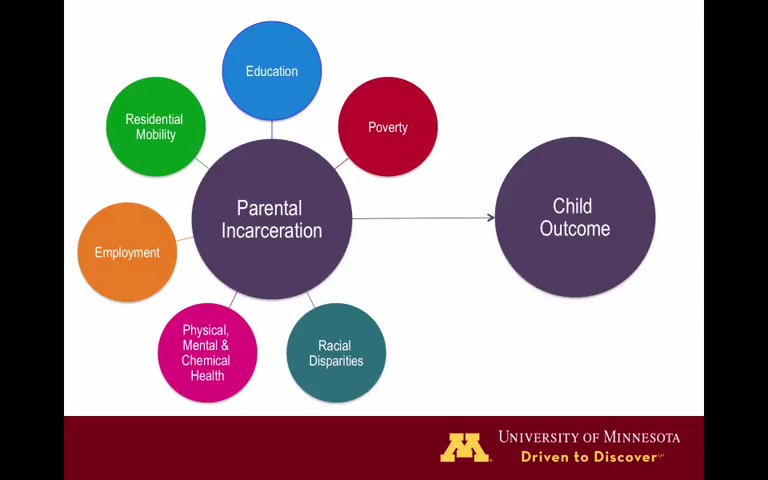 Education
Residential
Mobility
Poverty
Parental
Incarceration
Child
Outcome
Employment
Physical,
Mental &
Chemical
Health
Racial
Disparities
M
UNIVERSITY OF MINNESOTA
Driven to Discover℠